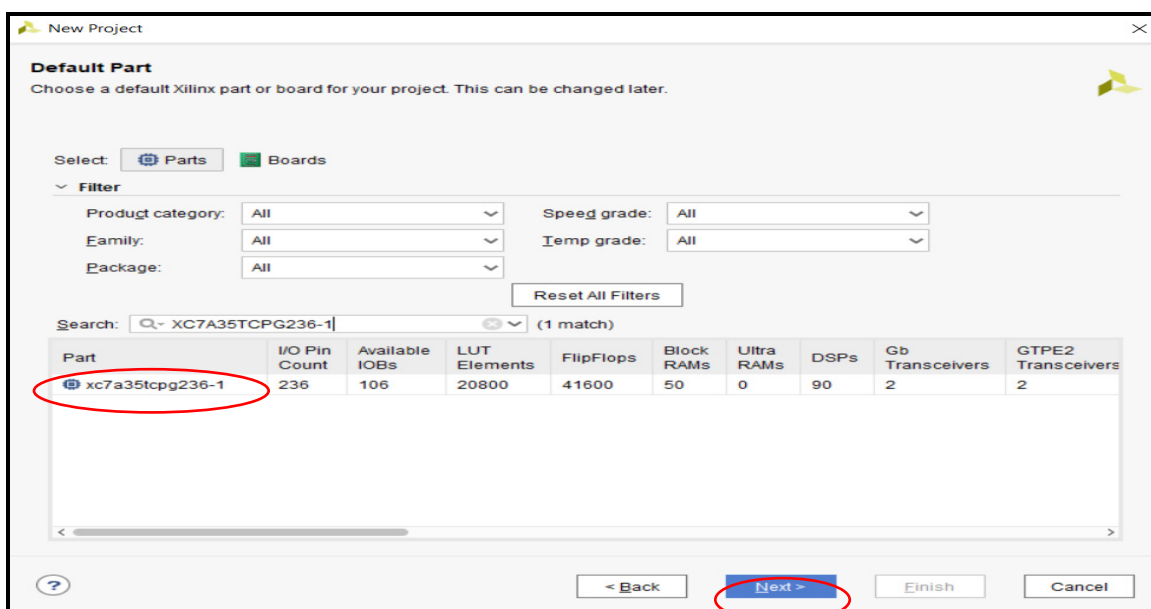 New Project
Default Part
Choose a default Xilinx part or board for your project. This can be changed later.
Select: Parts Boards
Filter
Product category: All Speed grade: All
Family: All Temp grade: All
Package: All
Reset All Filters
Search: XC7A35TCPG236-1 (1 match)
Part I/O Pin Count Available IOBs LUT Elements FlipFlops Block RAMs Ultra RAMs DSPs Gb Transceivers GTPE2 Transceivers
xc7a35tcpg236-1 236 106 20800 41600 50 0 90 2 2
? < Back Next > Finish Cancel